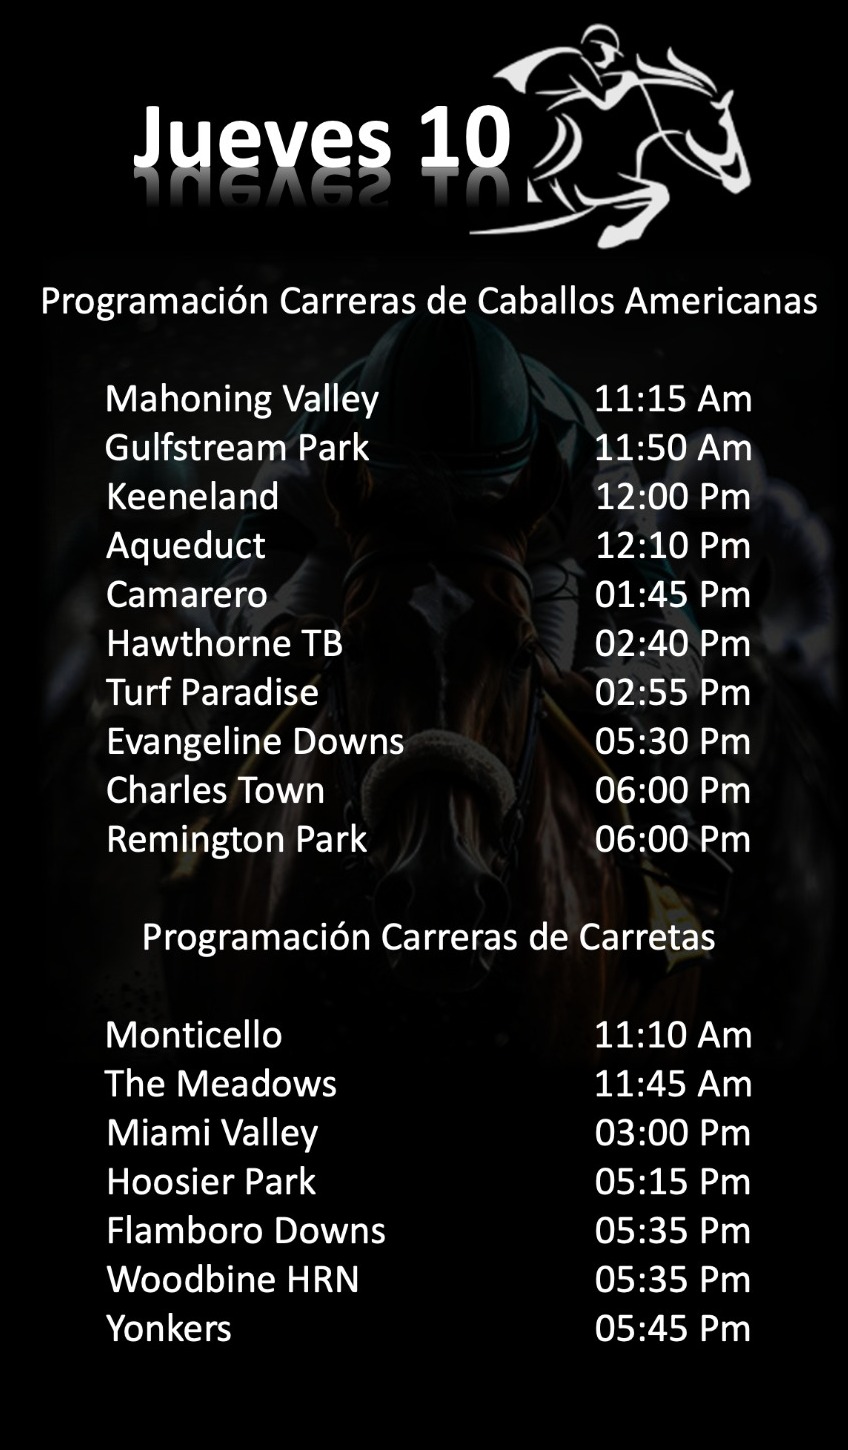 Jueves 10
Programación Carreras de Caballos Americanas
Mahoning Valley 11:15 Am
Gulfstream Park 11:50 Am
Keeneland 12:00 Pm
Aqueduct 12:10 Pm
Camarero 01:45 Pm
Hawthorne TB 02:40 Pm
Turf Paradise 02:55 Pm
Evangeline Downs 05:30 Pm
Charles Town 06:00 Pm
Remington Park 06:00 Pm
Programación Carreras de Carretas
Monticello 11:10 Am
The Meadows 11:45 Am
Miami Valley 03:00 Pm
Hoosier Park 05:15 Pm
Flamboro Downs 05:35 Pm
Woodbine HRN 05:35 Pm
Yonkers 05:45 Pm